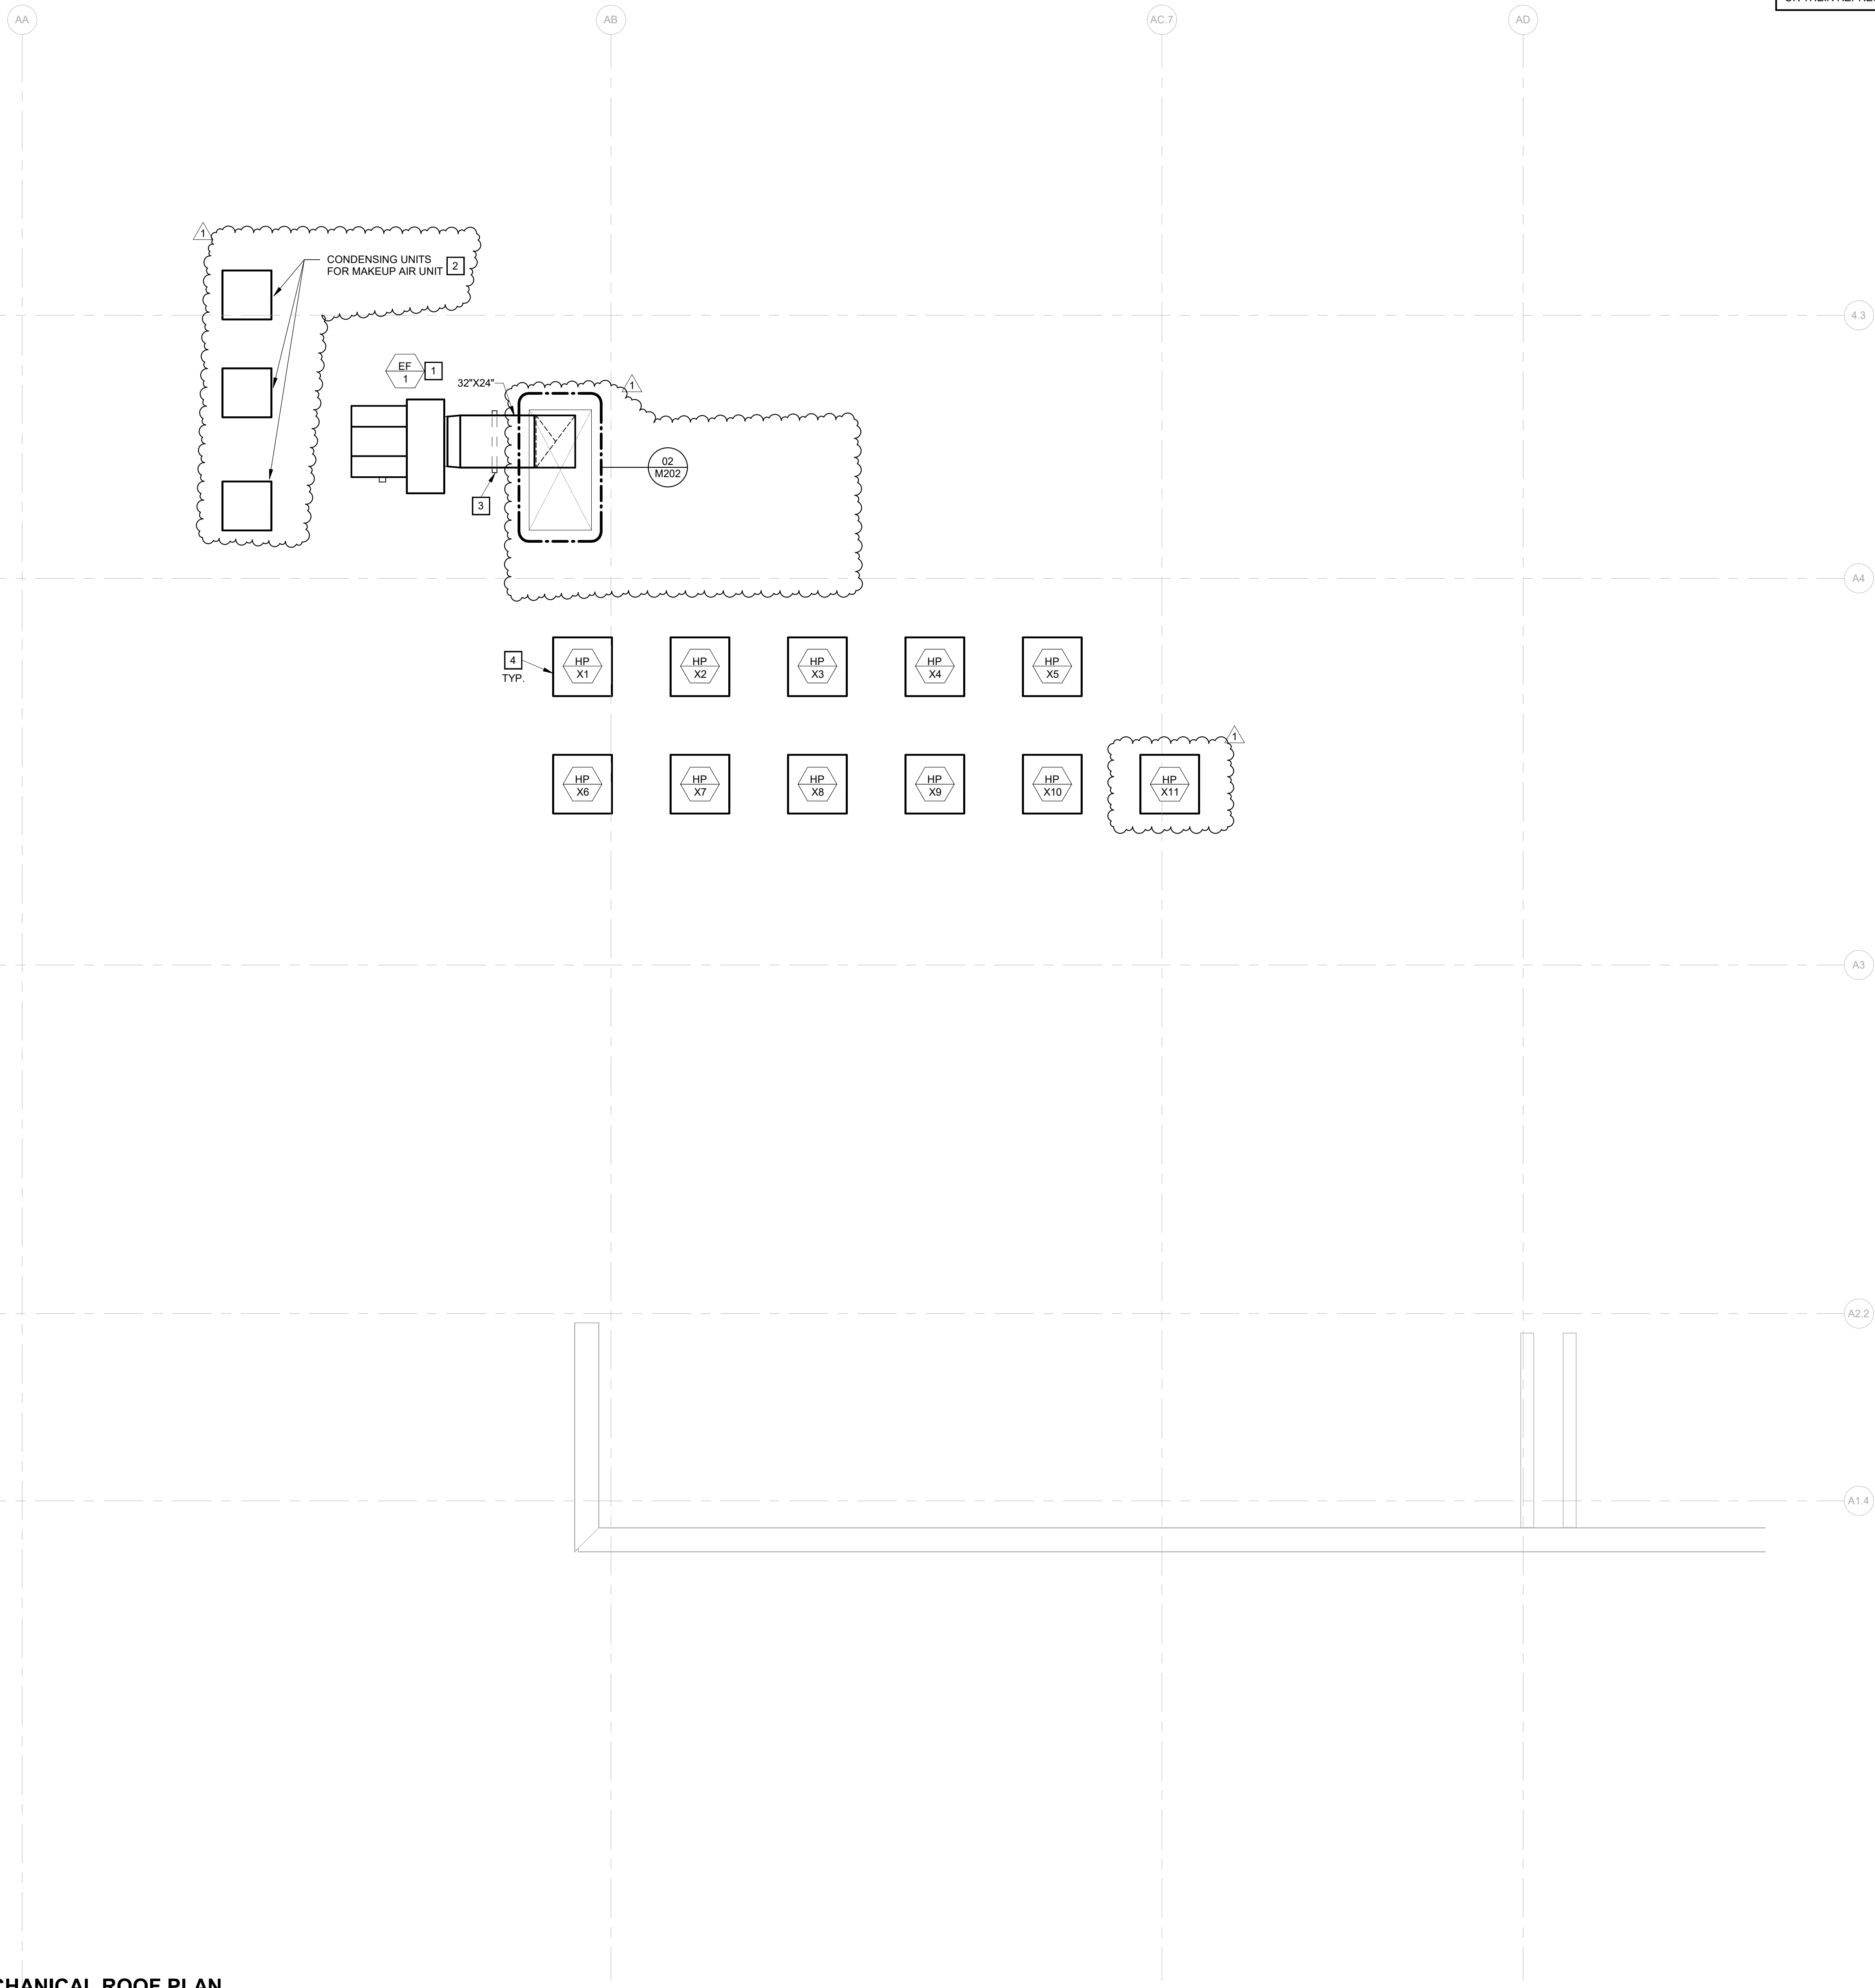 AA
AB
AC.7
AD
1
CONDENSING UNITS
FOR MAKEUP AIR UNIT
2
4.3
EF
1
1
32"X24"
1
02
M202
3
A4
4
TYP.
HP
X1
HP
X2
HP
X3
HP
X4
HP
X5
1
HP
X6
HP
X7
HP
X8
HP
X9
HP
X10
HP
X11
A3
A2.2
A1.4
ROOF PLAN